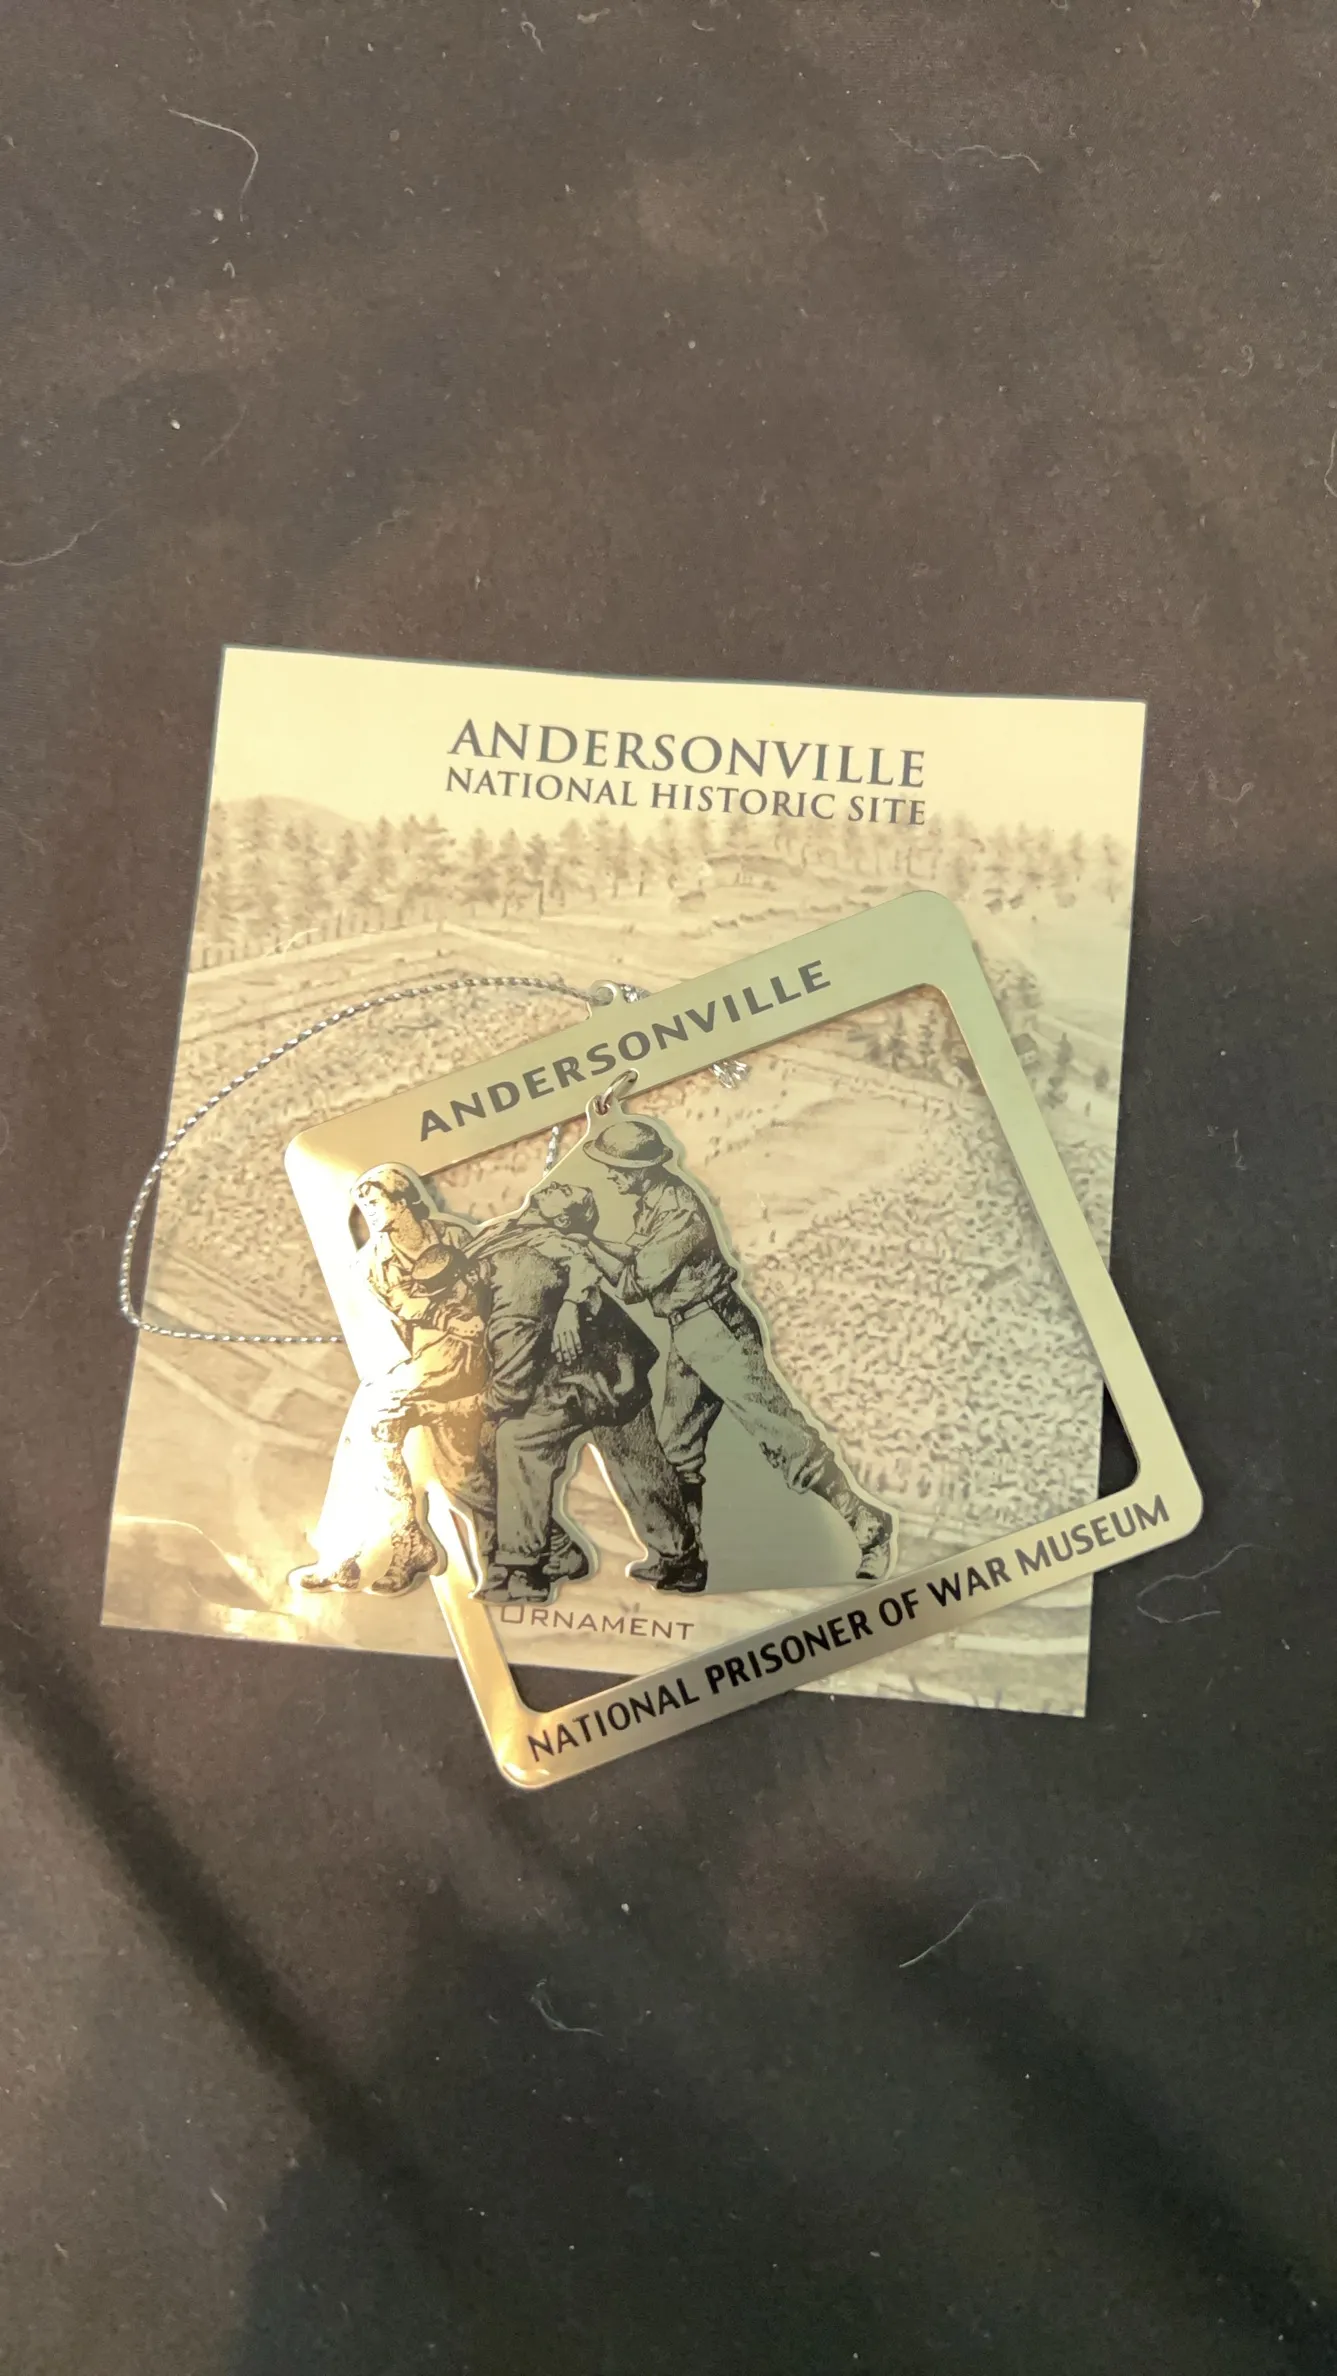 ANDERSONVILLE
NATIONAL HISTORIC SITE
ANDERSONVILLE
NATIONAL PRISONER OF WAR MUSEUM
ORNAMENT